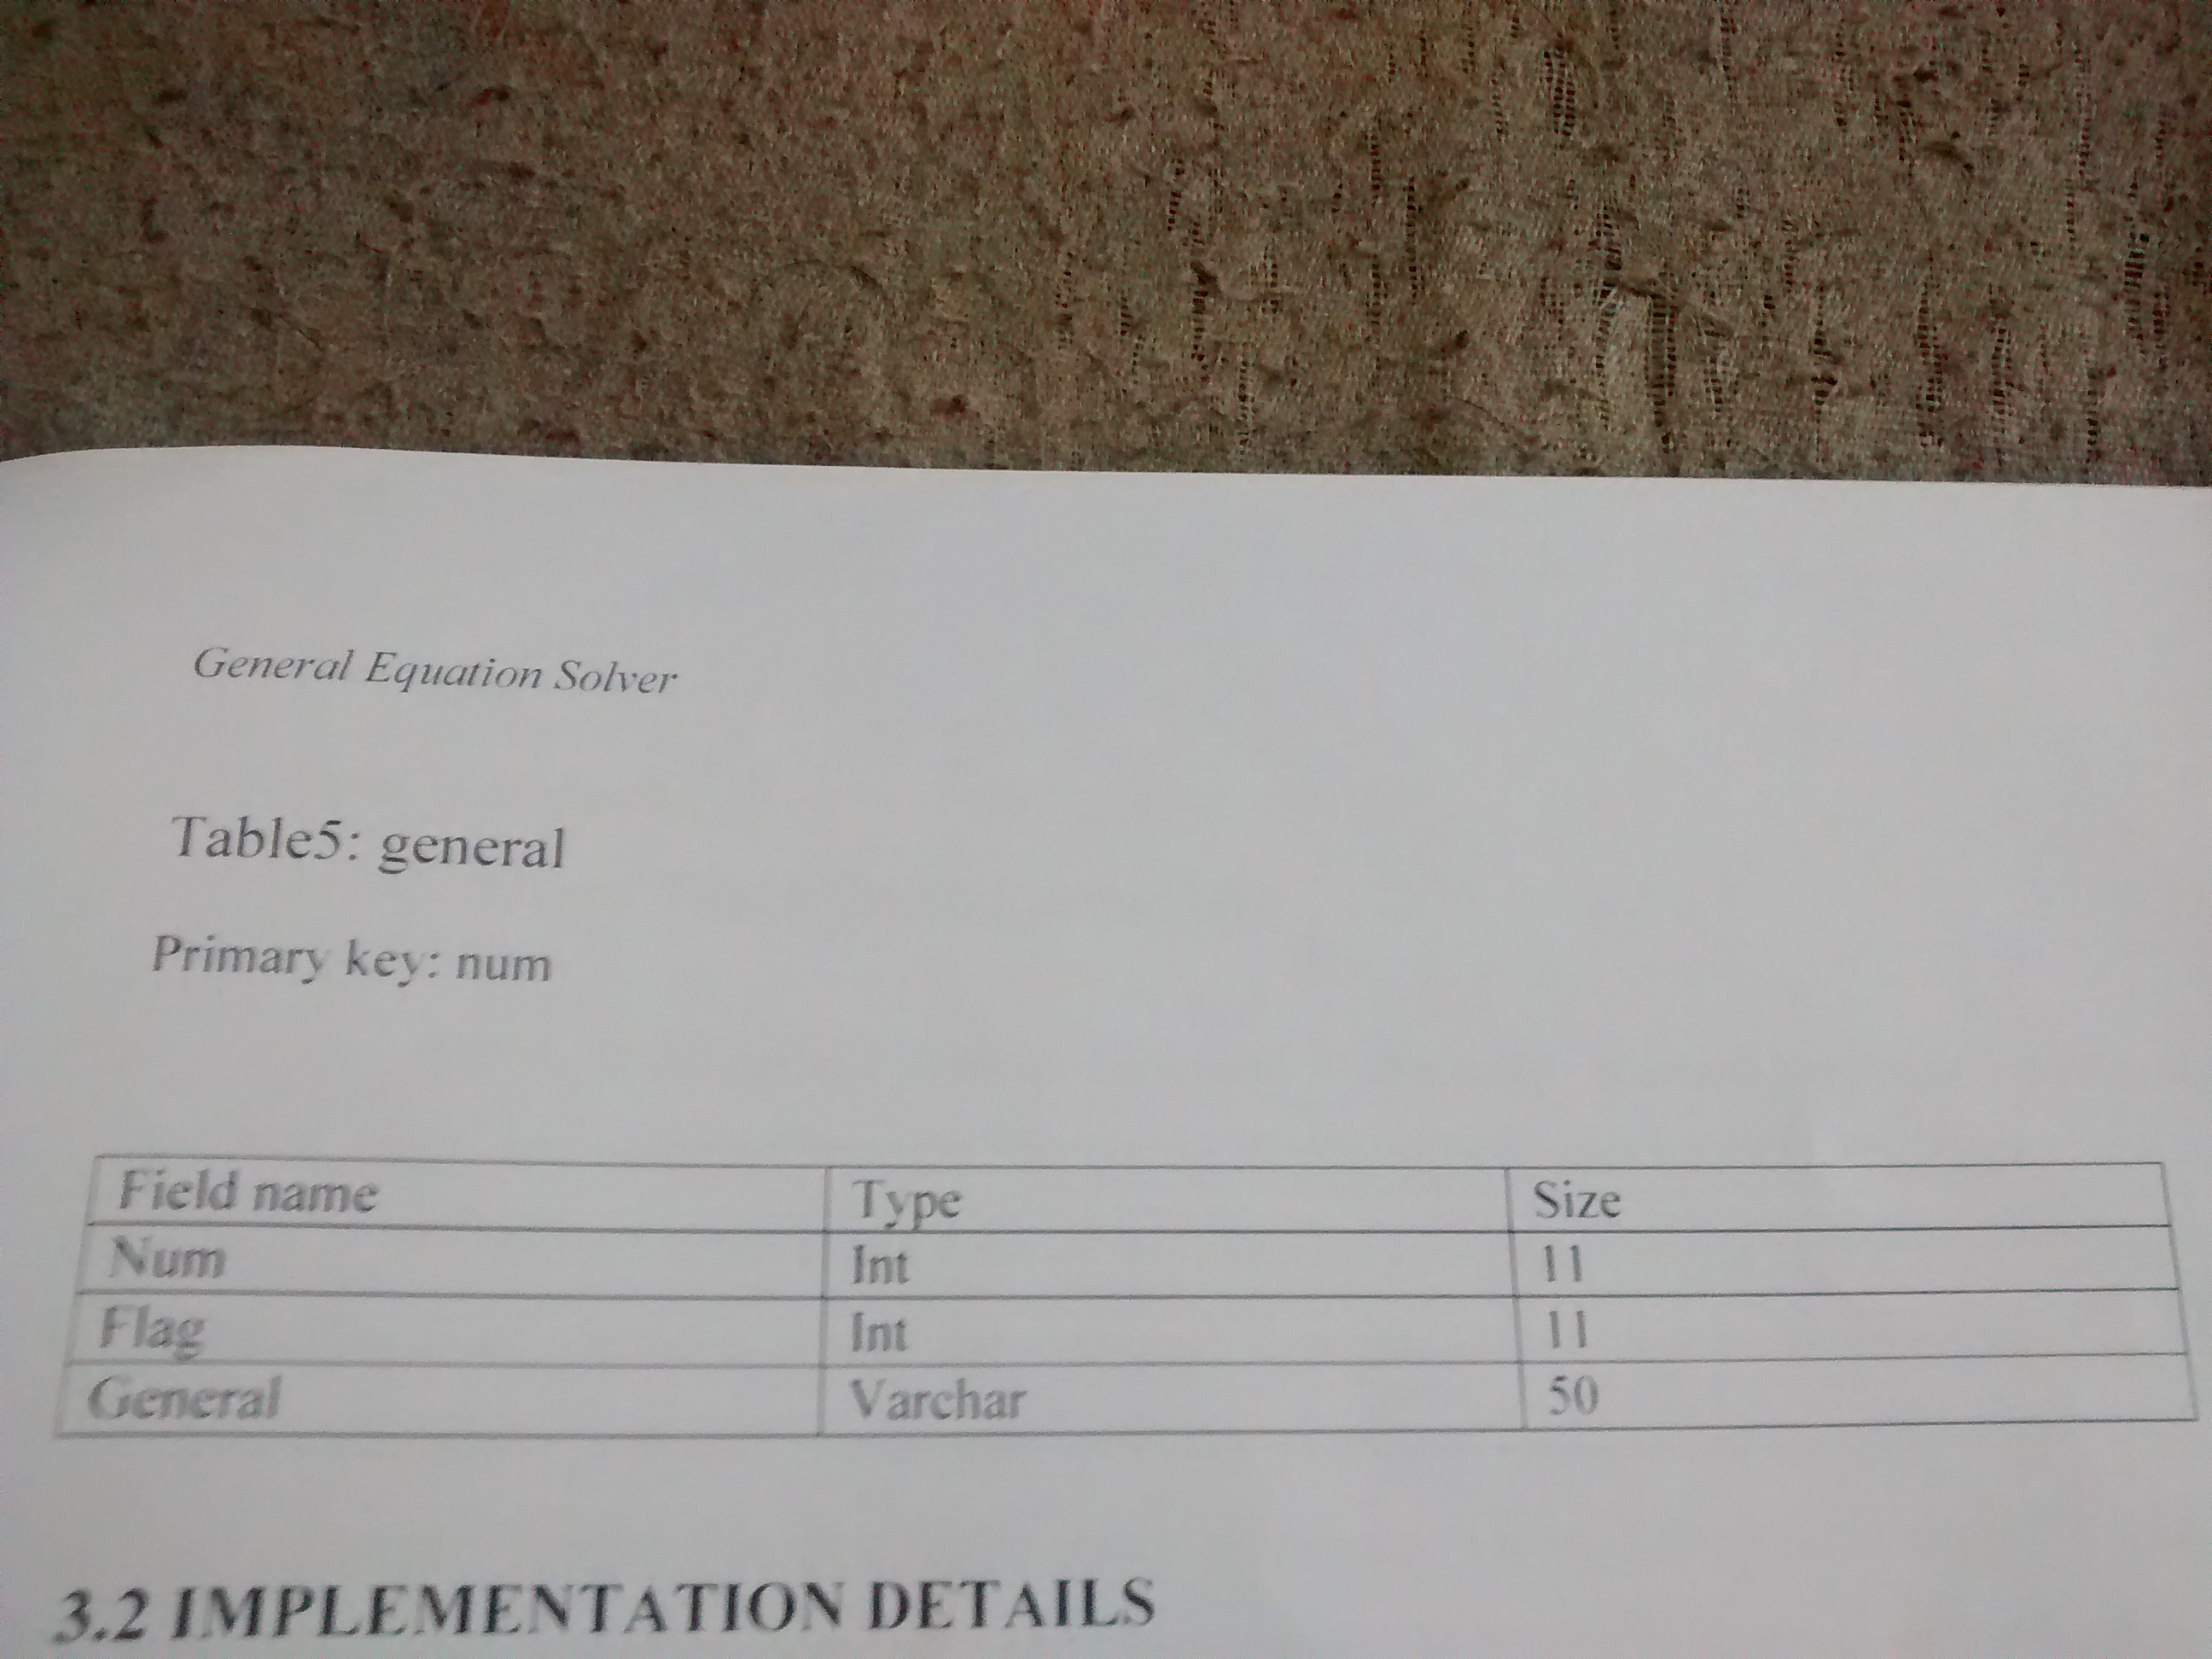 General Equation Solver
Table5: general
Primary key: num
Field name Type Size
Num Int 11
Flag Int 11
General Varchar 50
3.2 IMPLEMENTATION DETAILS